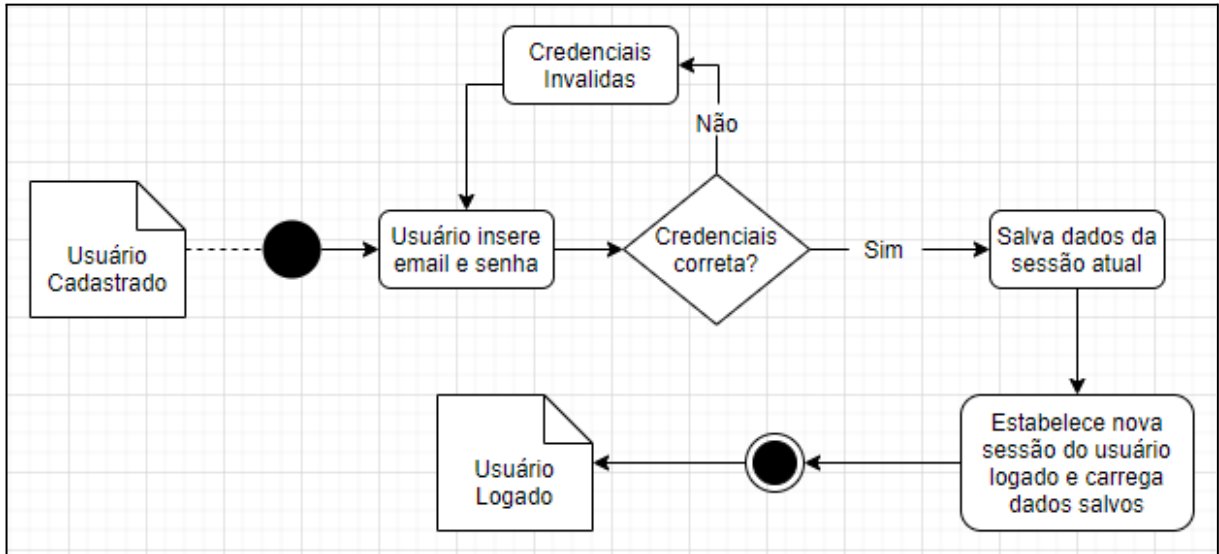 Credenciais
Invalidas
Não
Usuário
Cadastrado
Usuário insere
email e senha
Credenciais
correta?
Sim
Salva dados da
sessão atual
Estabelece nova
sessão do usuário
logado e carrega
dados salvos
Usuário
Logado